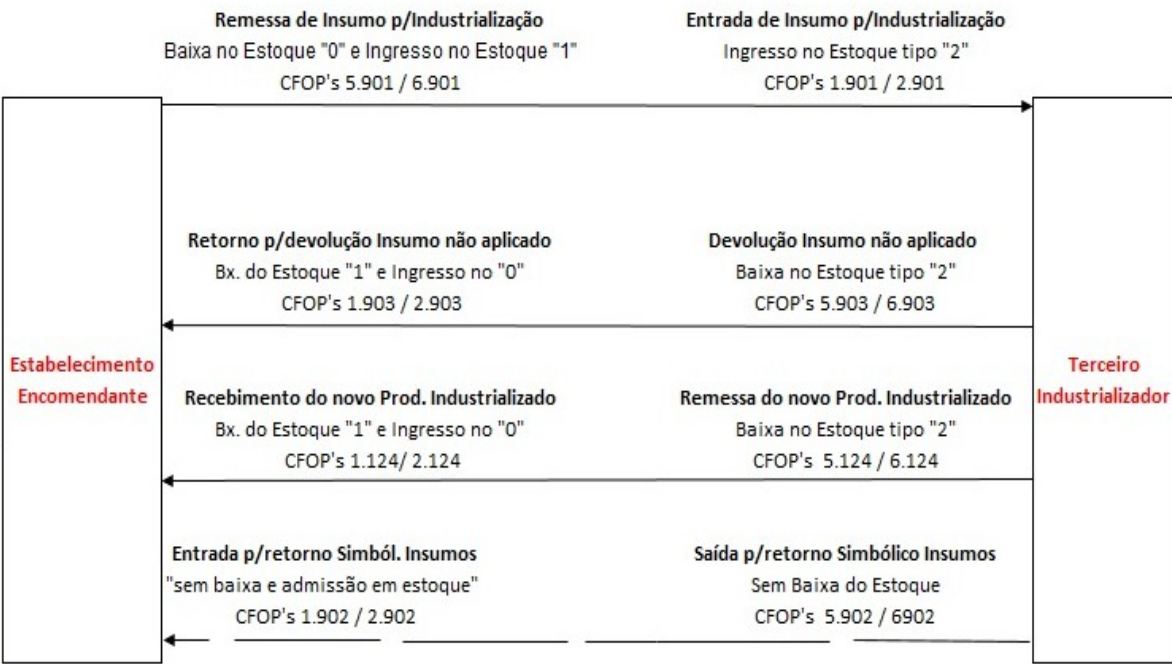 Remessa de Insumo p/Industrialização
Baixa no Estoque "0" e Ingresso no Estoque "1"
CFOP's 5.901 / 6.901
Entrada de Insumo p/Industrialização
Ingresso no Estoque tipo "2"
CFOP's 1.901 / 2.901
Retorno p/devolução Insumo não aplicado
Bx. do Estoque "1" e Ingresso no "0"
CFOP's 1.903 / 2.903
Devolução Insumo não aplicado
Baixa no Estoque tipo "2"
CFOP's 5.903 / 6.903
Estabelecimento
Encomendante
Terceiro
Industrializador
Recebimento do novo Prod. Industrializado
Bx. do Estoque "1" e Ingresso no "0"
CFOP's 1.124/ 2.124
Remessa do novo Prod. Industrializado
Baixa no Estoque tipo "2"
CFOP's 5.124 / 6.124
Entrada p/retorno Simból. Insumos
"sem baixa e admissão em estoque"
CFOP's 1.902 / 2.902
Saída p/retorno Simbólico Insumos
Sem Baixa do Estoque
CFOP's 5.902 / 6902